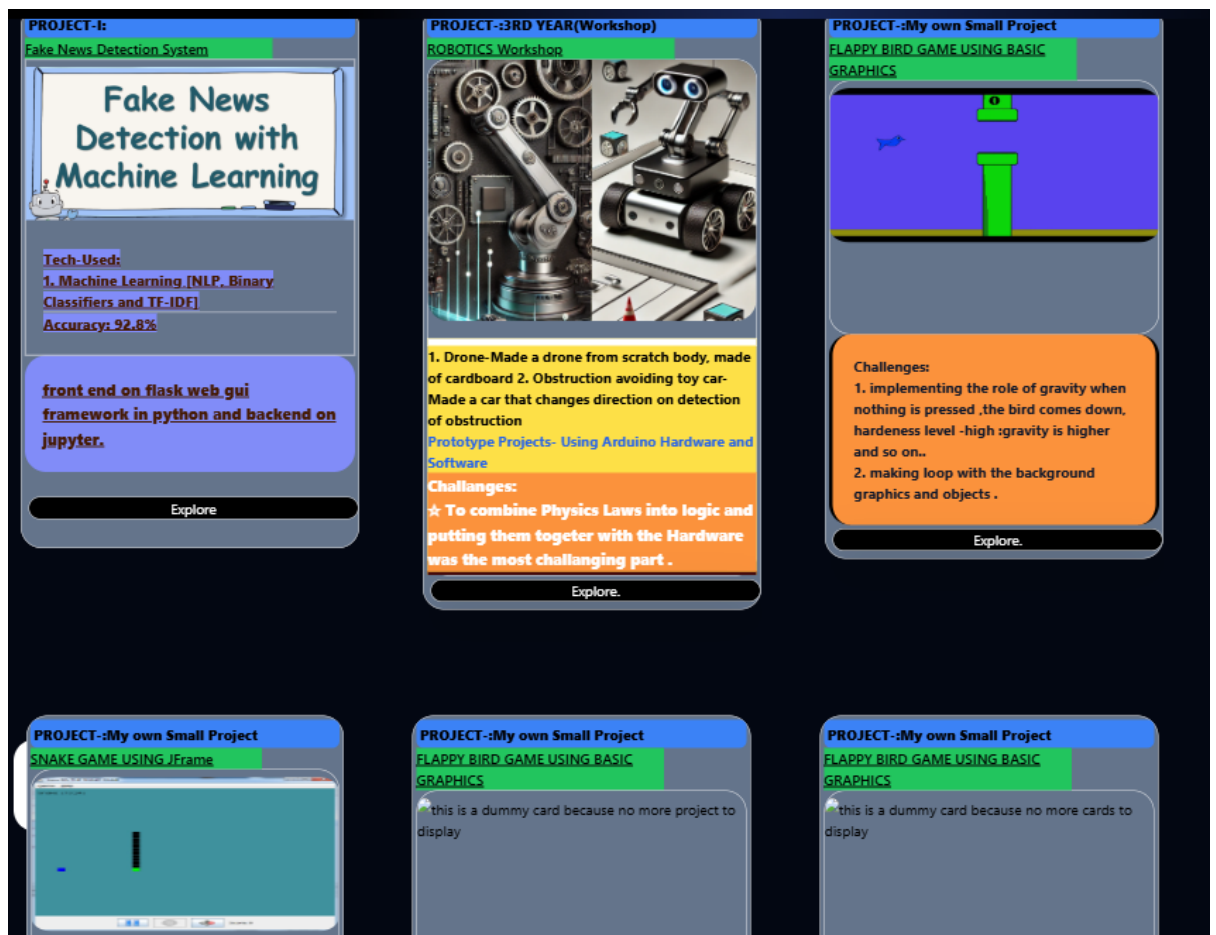 PROJECT-I:
Fake News Detection System
Fake News
Detection with
Machine Learning
Tech-Used:
1. Machine Learning [NLP, Binary
Classifiers and TF-IDF]
Accuracy: 92.8%
front end on flask web gui
framework in python and backend on
jupyter.
Explore
PROJECT-:3RD YEAR(Workshop)
ROBOTICS Workshop
1. Drone-Made a drone from scratch body, made
of cardboard 2. Obstruction avoiding toy car-
Made a car that changes direction on detection
of obstruction
Prototype Projects- Using Arduino Hardware and
Software
Challanges:
☆ To combine Physics Laws into logic and
putting them togeter with the Hardware
was the most challanging part .
Explore.
PROJECT-:My own Small Project
FLAPPY BIRD GAME USING BASIC
GRAPHICS
0
Challenges:
1. implementing the role of gravity when
nothing is pressed ,the bird comes down,
hardeness level -high :gravity is higher
and so on..
2. making loop with the background
graphics and objects .
Explore.
PROJECT-:My own Small Project
SNAKE GAME USING JFrame
PROJECT-:My own Small Project
FLAPPY BIRD GAME USING BASIC
GRAPHICS
this is a dummy card because no more project to
display
PROJECT-:My own Small Project
FLAPPY BIRD GAME USING BASIC
GRAPHICS
this is a dummy card because no more cards to
display